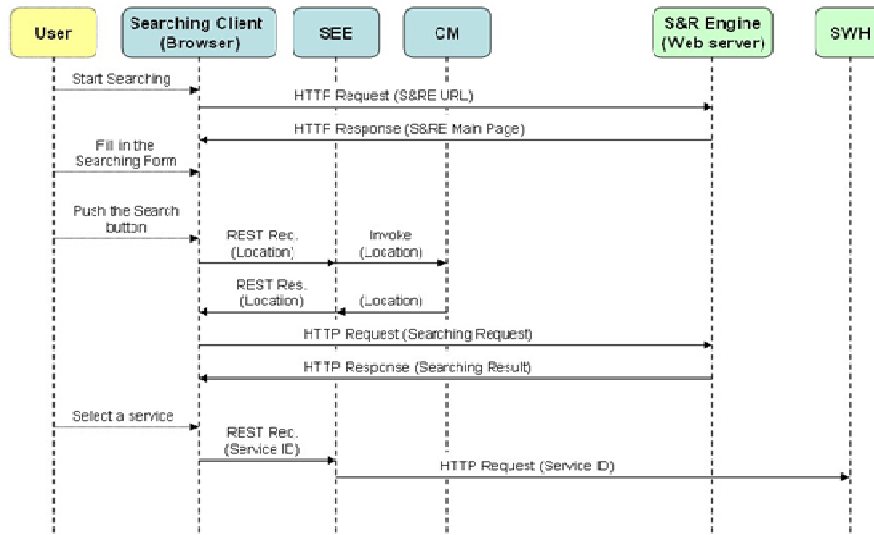 User
Searching Client
(Browser)
SEE
CM
S&R Engine
(Web server)
SWH
Start Searching
HTTP Request (S&RE URL)
HTTP Response (S&RE Main Page)
Fill in the
Searching Form
Push the Search
button
REST Rec.
(Location)
Invoke
(Location)
REST Res.
(Location)
(Location)
HTTP Request (Searching Request)
HTTP Response (Searching Result)
Select a service
REST Rec.
(Service ID)
HTTP Request (Service ID)